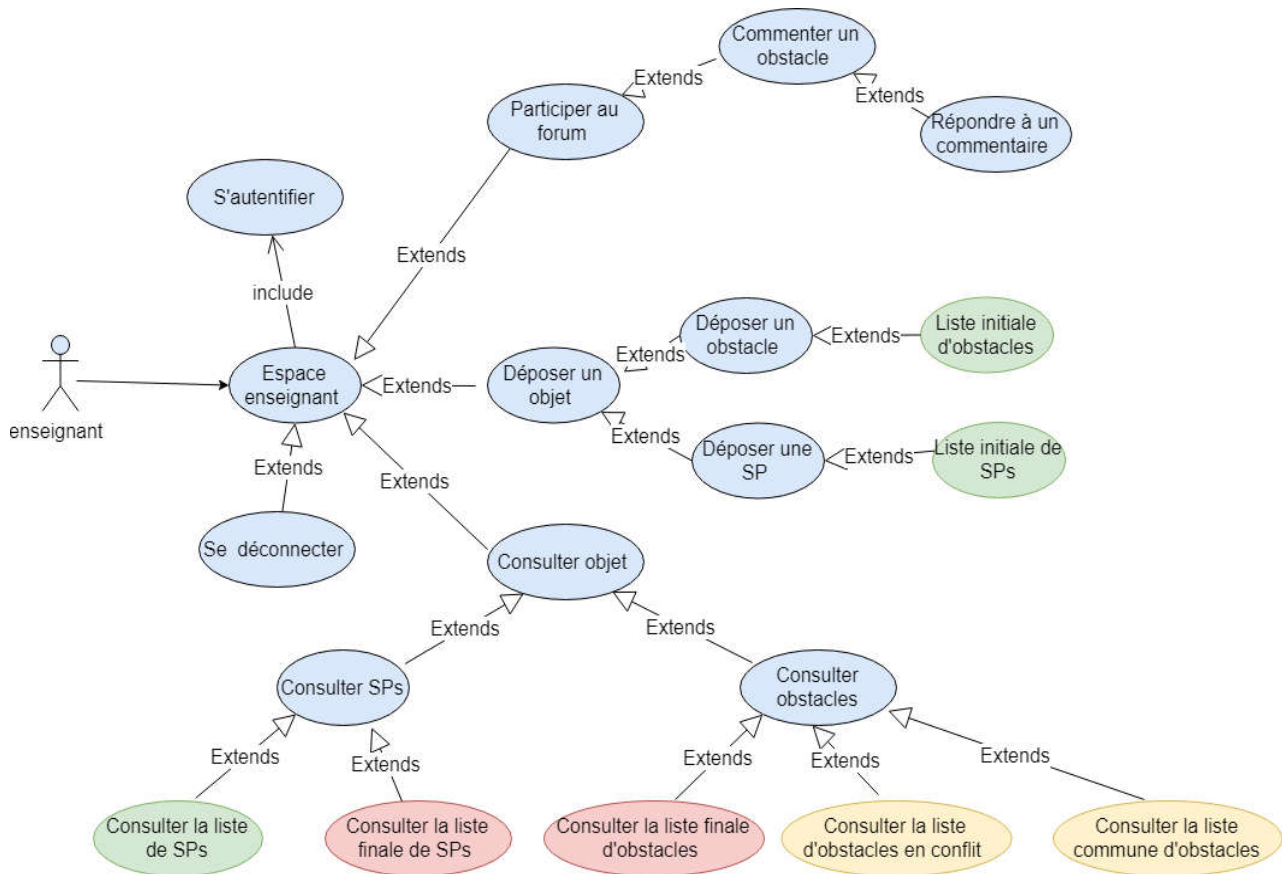 Commenter un
obstacle
Extends
Participer au
forum
Extends
Répondre à un
commentaire
S'autentifier
Extends
include
Déposer un
obstacle
Extends
Liste initiale
d'obstacles
Extends
Espace
enseignant
Extends
Déposer un
objet
enseignant
Extends
Déposer une
SP
Extends
Liste initiale de
SPs
Extends
Extends
Se déconnecter
Consulter objet
Extends
Extends
Consulter SPs
Consulter
obstacles
Extends
Extends
Extends
Extends
Extends
Consulter la liste
de SPs
Consulter la liste
finale de SPs
Consulter la liste finale
d'obstacles
Consulter la liste
d'obstacles en conflit
Consulter la liste
commune d'obstacles